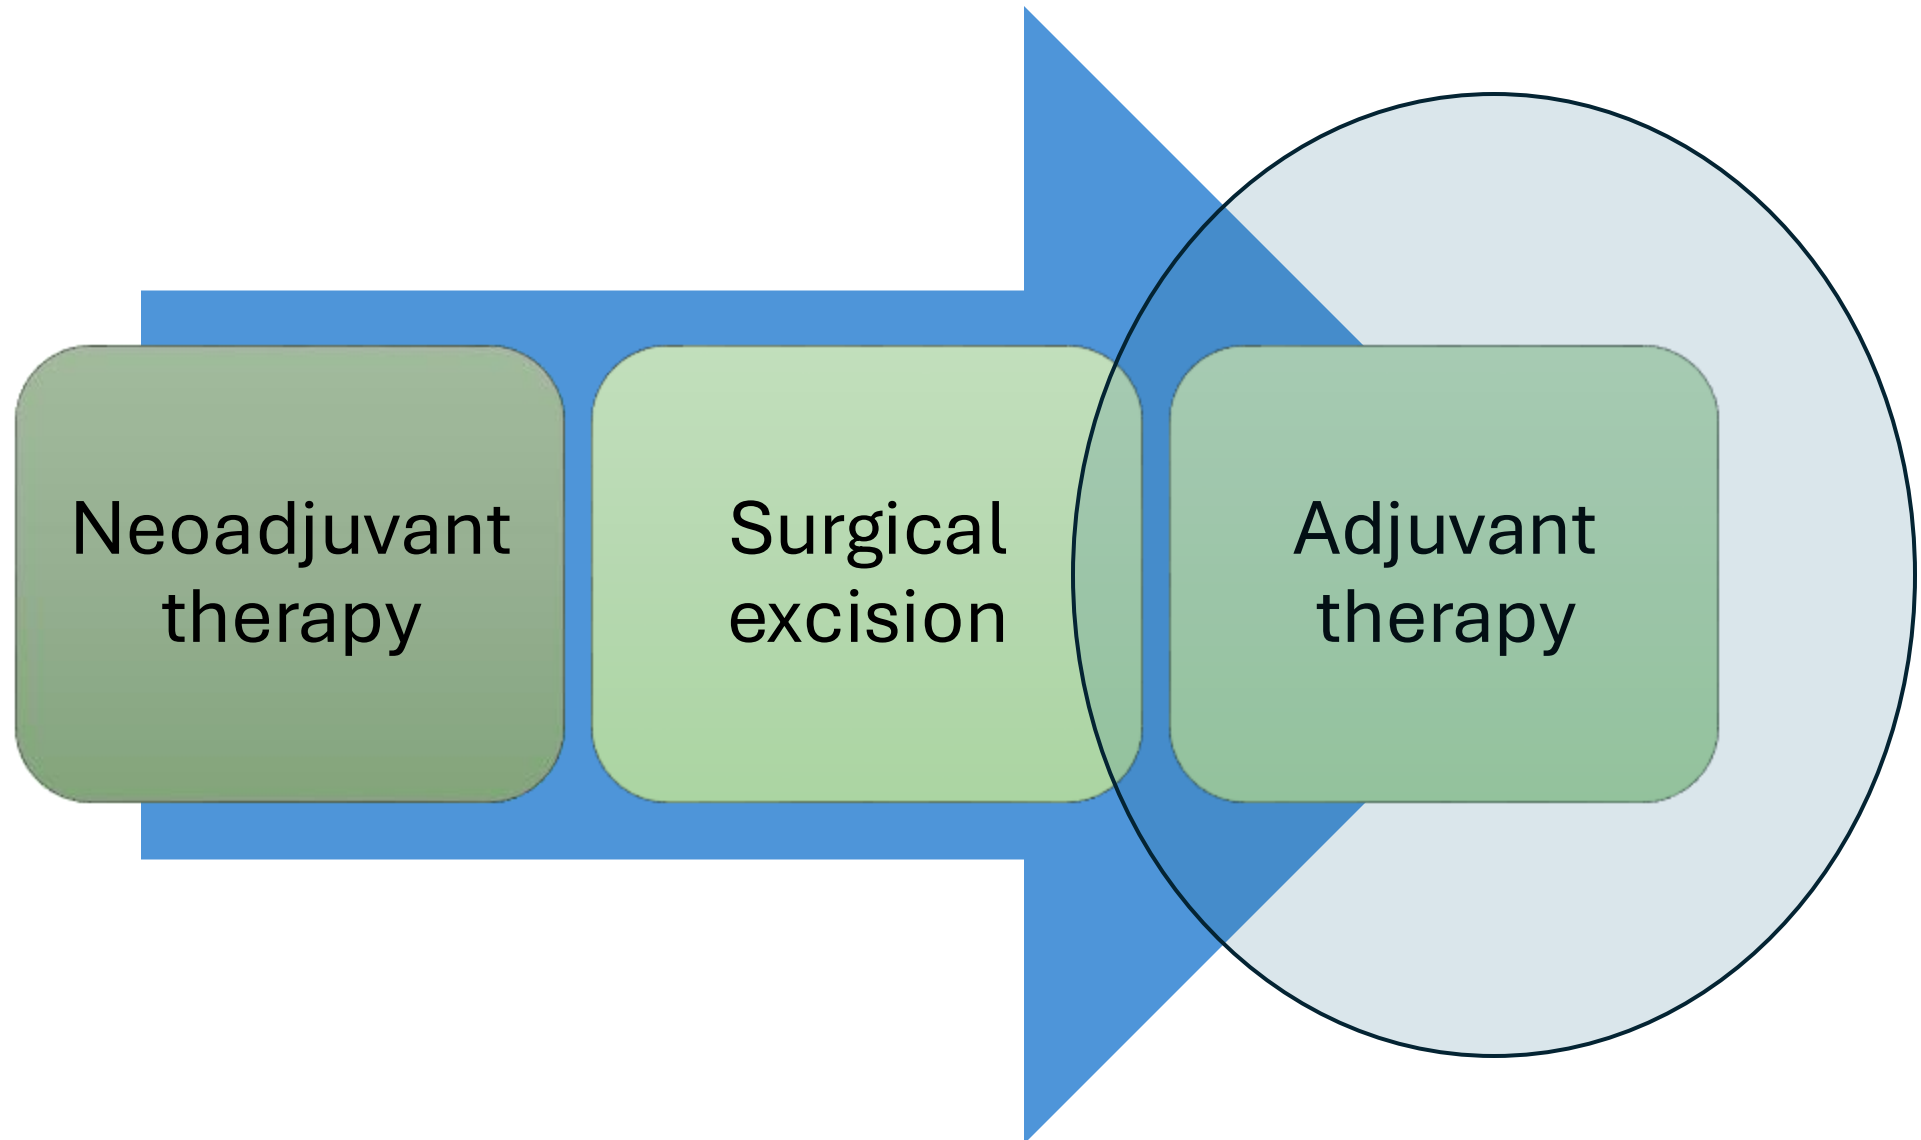 Neoadjuvant
therapy
Surgical
excision
Adjuvant
therapy